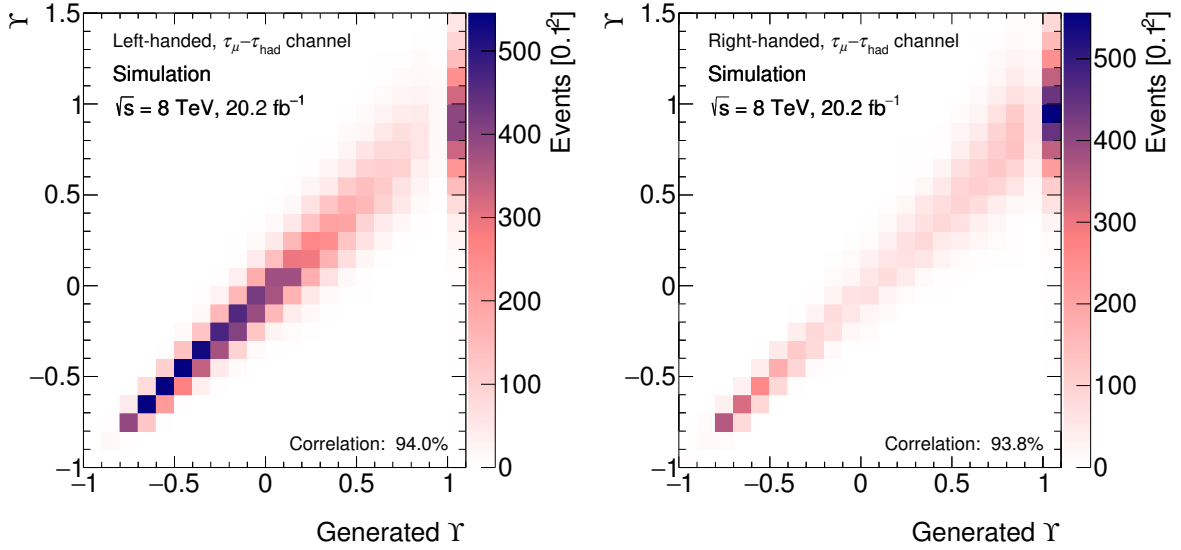 ϒ
1.5
1
0.5
0
−0.5
−1
−1
−0.5
0
0.5
1
Generated ϒ
Left-handed, τμ−τhad channel
Simulation
√s = 8 TeV, 20.2 fb⁻¹
Correlation: 94.0%
500
400
300
200
100
0
Events [0.1²]
ϒ
1.5
1
0.5
0
−0.5
−1
−1
−0.5
0
0.5
1
Generated ϒ
Right-handed, τμ−τhad channel
Simulation
√s = 8 TeV, 20.2 fb⁻¹
Correlation: 93.8%
500
400
300
200
100
0
Events [0.1²]